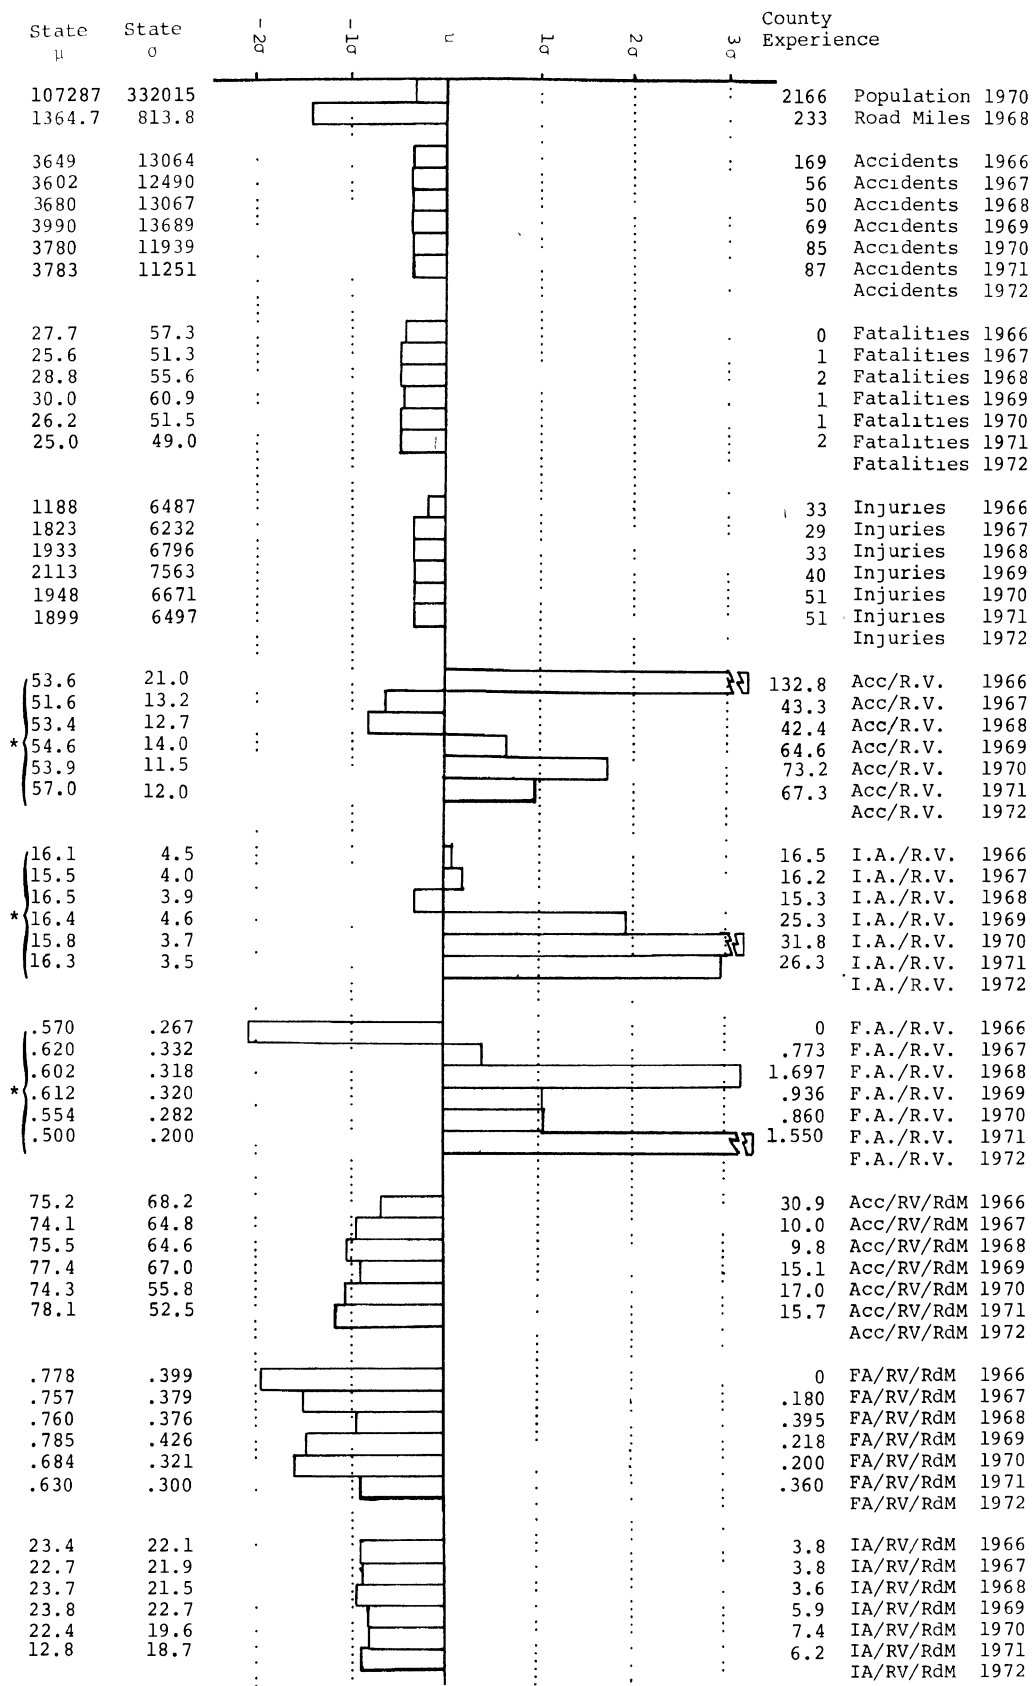 State State -2σ -1σ μ 1σ 2σ 3σ County
μ σ Experience
107287 332015 2166 Population 1970
1364.7 813.8 233 Road Miles 1968
3649 13064 169 Accidents 1966
3602 12490 56 Accidents 1967
3680 13067 50 Accidents 1968
3990 13689 69 Accidents 1969
3780 11939 85 Accidents 1970
3783 11251 87 Accidents 1971
Accidents 1972
27.7 57.3 0 Fatalities 1966
25.6 51.3 1 Fatalities 1967
28.8 55.6 2 Fatalities 1968
30.0 60.9 1 Fatalities 1969
26.2 51.5 1 Fatalities 1970
25.0 49.0 2 Fatalities 1971
Fatalities 1972
1188 6487 33 Injuries 1966
1823 6232 29 Injuries 1967
1933 6796 33 Injuries 1968
2113 7563 40 Injuries 1969
1948 6671 51 Injuries 1970
1899 6497 51 Injuries 1971
Injuries 1972
53.6 21.0 132.8 Acc/R.V. 1966
51.6 13.2 43.3 Acc/R.V. 1967
53.4 12.7 42.4 Acc/R.V. 1968
* 54.6 14.0 64.6 Acc/R.V. 1969
53.9 11.5 73.2 Acc/R.V. 1970
57.0 12.0 67.3 Acc/R.V. 1971
Acc/R.V. 1972
16.1 4.5 16.5 I.A./R.V. 1966
15.5 4.0 16.2 I.A./R.V. 1967
16.5 3.9 15.3 I.A./R.V. 1968
* 16.4 4.6 25.3 I.A./R.V. 1969
15.8 3.7 31.8 I.A./R.V. 1970
16.3 3.5 26.3 I.A./R.V. 1971
I.A./R.V. 1972
.570 .267 0 F.A./R.V. 1966
.620 .332 .773 F.A./R.V. 1967
.602 .318 1.697 F.A./R.V. 1968
* .612 .320 .936 F.A./R.V. 1969
.554 .282 .860 F.A./R.V. 1970
.500 .200 1.550 F.A./R.V. 1971
F.A./R.V. 1972
75.2 68.2 30.9 Acc/RV/RdM 1966
74.1 64.8 10.0 Acc/RV/RdM 1967
75.5 64.6 9.8 Acc/RV/RdM 1968
77.4 67.0 15.1 Acc/RV/RdM 1969
74.3 55.8 17.0 Acc/RV/RdM 1970
78.1 52.5 15.7 Acc/RV/RdM 1971
Acc/RV/RdM 1972
.778 .399 0 FA/RV/RdM 1966
.757 .379 .180 FA/RV/RdM 1967
.760 .376 .395 FA/RV/RdM 1968
.785 .426 .218 FA/RV/RdM 1969
.684 .321 .200 FA/RV/RdM 1970
.630 .300 .360 FA/RV/RdM 1971
FA/RV/RdM 1972
23.4 22.1 3.8 IA/RV/RdM 1966
22.7 21.9 3.8 IA/RV/RdM 1967
23.7 21.5 3.6 IA/RV/RdM 1968
23.8 22.7 5.9 IA/RV/RdM 1969
22.4 19.6 7.4 IA/RV/RdM 1970
12.8 18.7 6.2 IA/RV/RdM 1971
IA/RV/RdM 1972